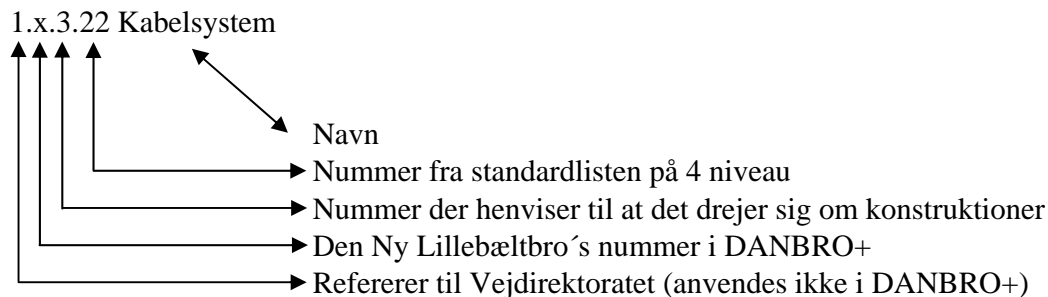 1.x.3.22 Kabelsystem
Navn
Nummer fra standardlisten på 4 niveau
Nummer der henviser til at det drejer sig om konstruktioner
Den Ny Lillebæltbro´s nummer i DANBRO+
Refererer til Vejdirektoratet (anvendes ikke i DANBRO+)